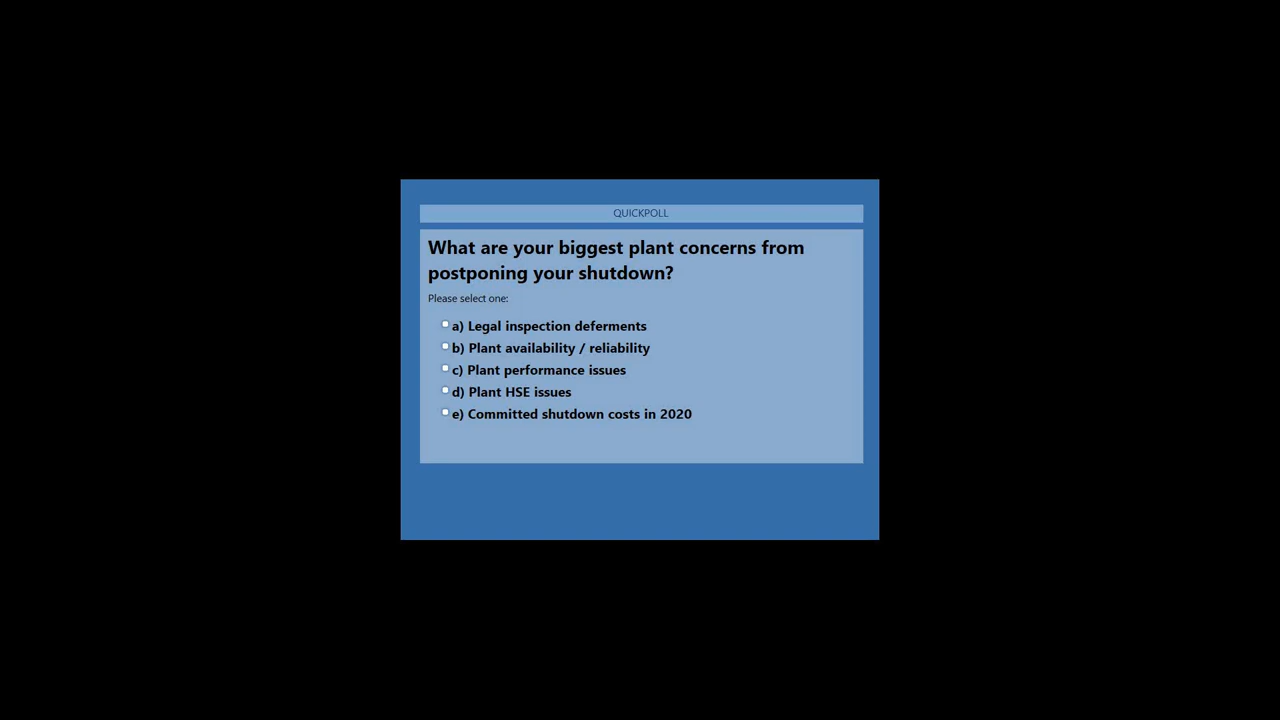 QUICKPOLL
What are your biggest plant concerns from
postponing your shutdown?
Please select one:
a) Legal inspection deferments
b) Plant availability / reliability
c) Plant performance issues
d) Plant HSE issues
e) Committed shutdown costs in 2020